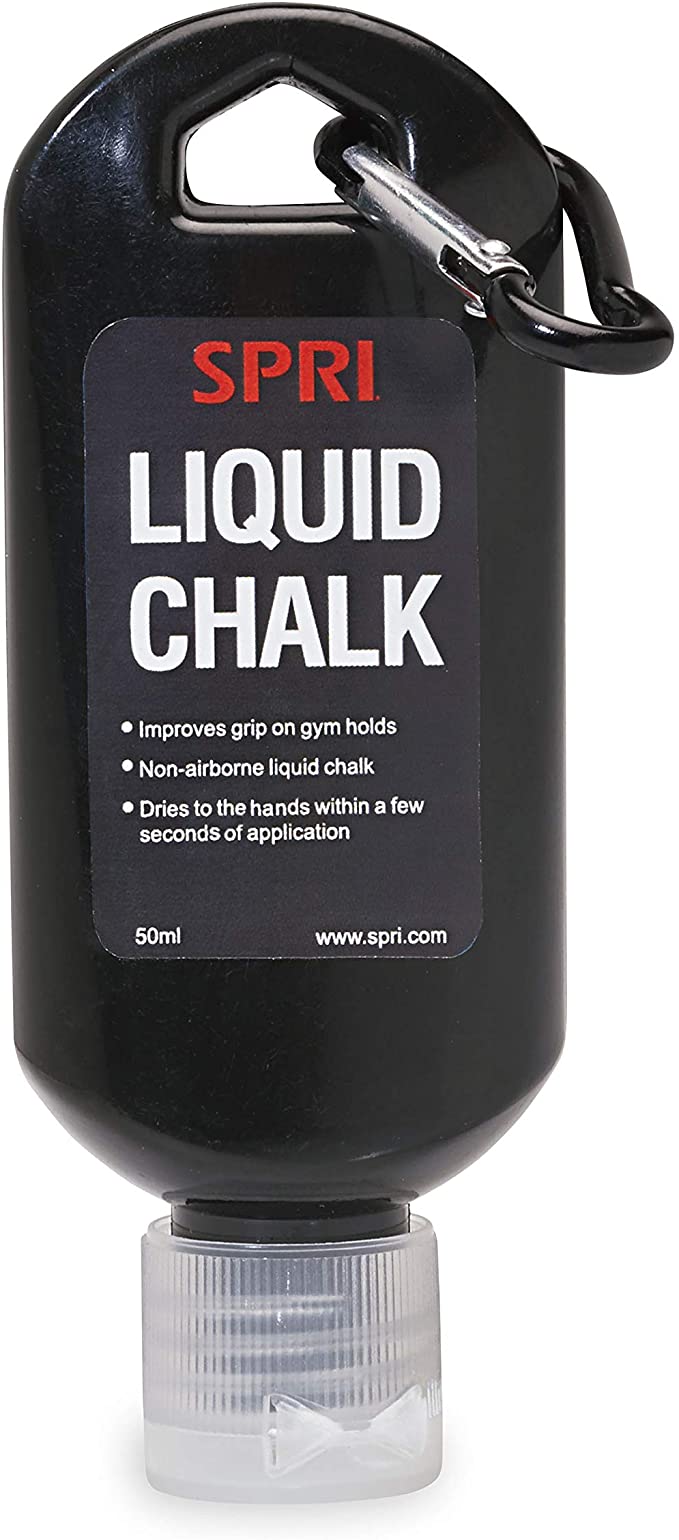 SPRI
LIQUID
CHALK
• Improves grip on gym holds
• Non-airborne liquid chalk
• Dries to the hands within a few
seconds of application
50ml www.spri.com